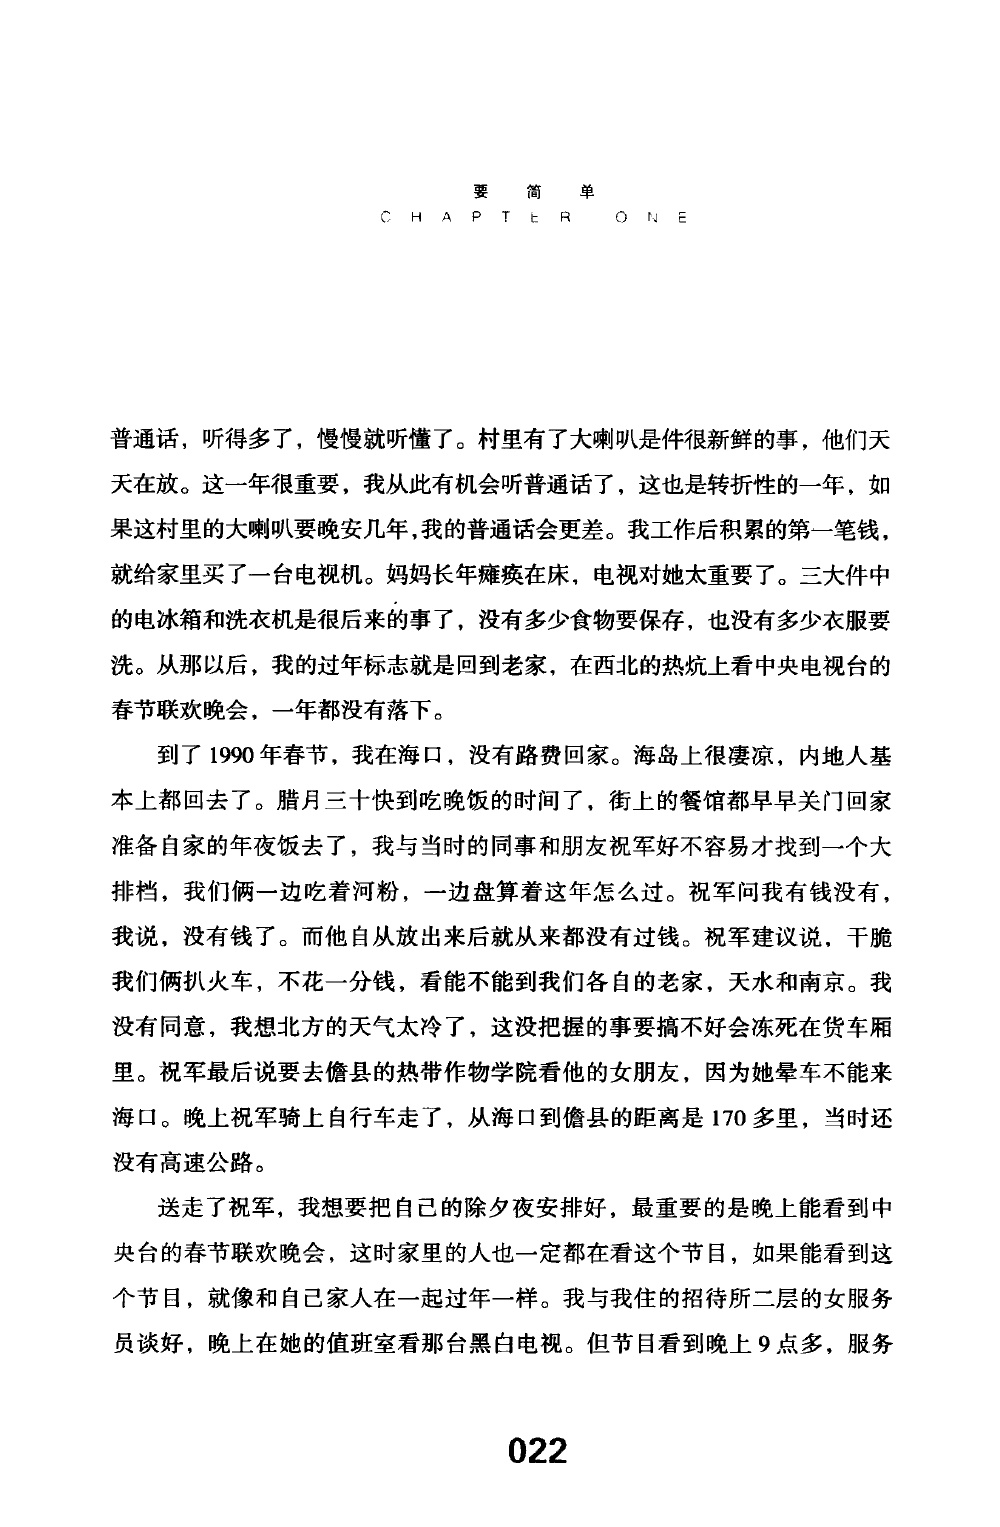 要 简 单
CHAPTER ONE
普通话，听得多了，慢慢就听懂了。村里有了大喇叭是件很新鲜的事，他们天
天在放。这一年很重要，我从此有机会听普通话了，这也是转折性的一年，如
果这村里的大喇叭要晚安几年，我的普通话会更差。我工作后积累的第一笔钱，
就给家里买了一台电视机。妈妈长年瘫痪在床，电视对她太重要了。三大件中
的电冰箱和洗衣机是很后来的事了，没有多少食物要保存，也没有多少衣服要
洗。从那以后，我的过年标志就是回到老家，在西北的热炕上看中央电视台的
春节联欢晚会，一年都没有落下。
到了 1990 年春节，我在海口，没有路费回家。海岛上很凄凉，内地人基
本上都回去了。腊月三十快到吃晚饭的时间了，街上的餐馆都早早关门回家
准备自家的年夜饭去了，我与当时的同事和朋友祝军好不容易才找到一个大
排档，我们俩一边吃着河粉，一边盘算着这年怎么过。祝军问我有钱没有，
我说，没有钱了。而他自从放出来后就从来都没有过钱。祝军建议说，干脆
我们俩扒火车，不花一分钱，看能不能到我们各自的老家，天水和南京。我
没有同意，我想北方的天气太冷了，这没把握的事要搞不好会冻死在货车厢
里。祝军最后说要去儋县的热带作物学院看他的女朋友，因为她晕车不能来
海口。晚上祝军骑上自行车走了，从海口到儋县的距离是 170 多里，当时还
没有高速公路。
送走了祝军，我想要把自己的除夕夜安排好，最重要的是晚上能看到中
央台的春节联欢晚会，这时家里的人也一定都在看这个节目，如果能看到这
个节目，就像和自己家人在一起过年一样。我与我住的招待所二层的女服务
员谈好，晚上在她的值班室看那台黑白电视。但节目看到晚上 9 点多，服务
022